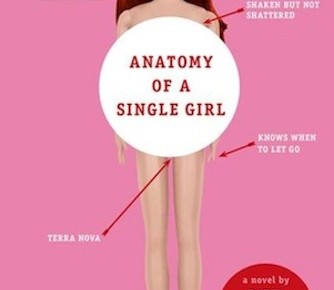 SHAKEN BUT NOT
SHATTERED
ANATOMY
OF A
SINGLE GIRL
KNOWS WHEN
TO LET GO
TERRA NOVA
a novel by